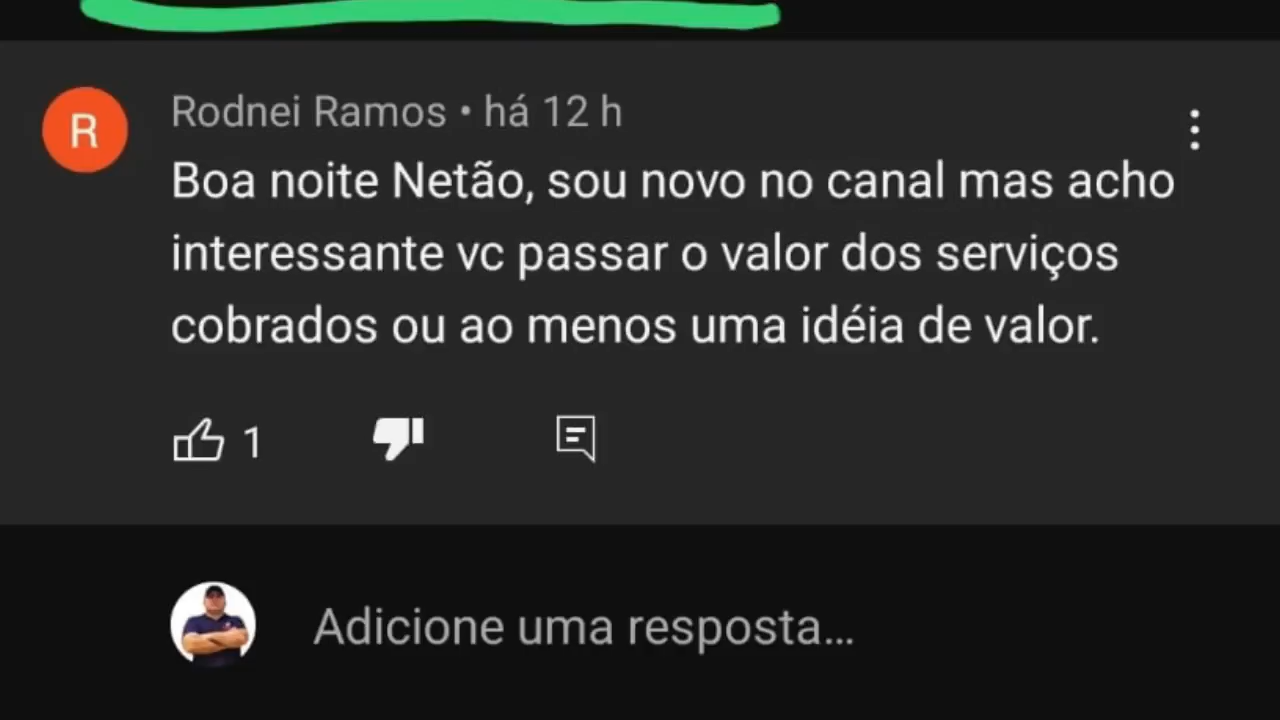 R
Rodnei Ramos • há 12 h
Boa noite Netão, sou novo no canal mas acho
interessante vc passar o valor dos serviços
cobrados ou ao menos uma idéia de valor.
1
Adicione uma resposta...